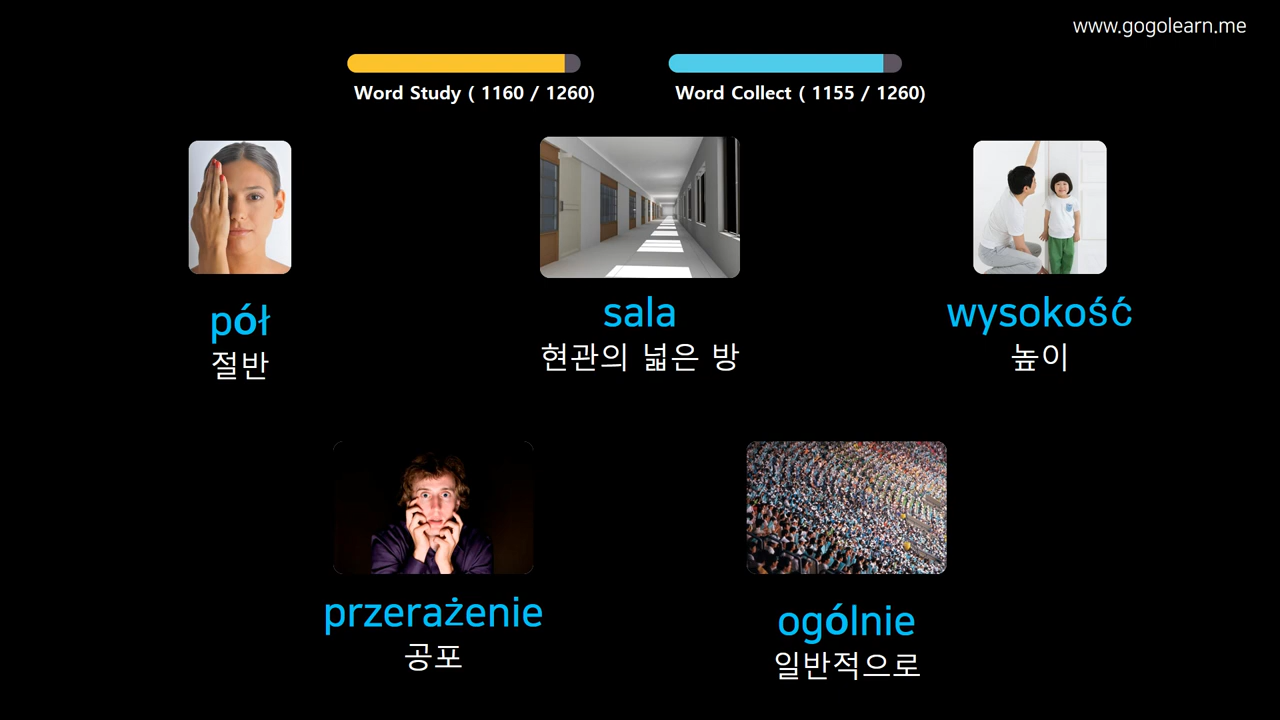 www.gogolearn.me
Word Study ( 1160 / 1260)
Word Collect ( 1155 / 1260)
pół
절반
sala
현관의 넓은 방
wysokość
높이
przerażenie
공포
ogólnie
일반적으로